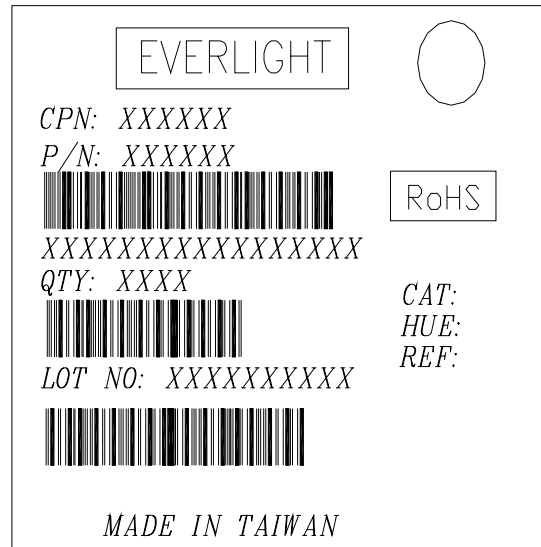 EVERLIGHT
CPN: XXXXXX
P/N: XXXXXX
RoHS
XXXXXXXXXXXXXXXXX
QTY: XXXX
CAT:
HUE:
REF:
LOT NO: XXXXXXXXXX
MADE IN TAIWAN